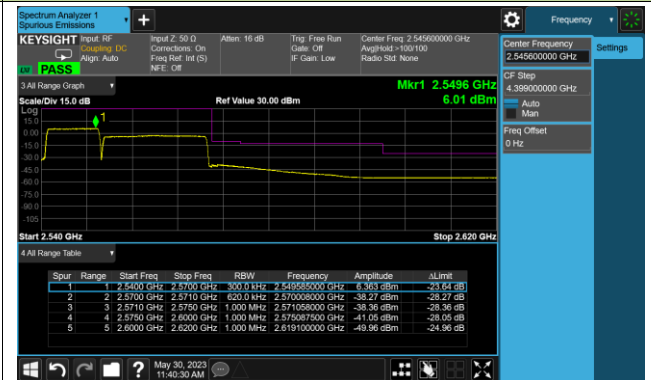 Spectrum Analyzer 1
Spurious Emissions
Frequency
KEYSIGHT
Input: RF
Coupling: DC
Align: Auto
Input Z: 50 Ω
Corrections: On
Freq Ref: Int (S)
NFE: Off
Atten: 16 dB
Trig: Free Run
Gate: Off
IF Gain: Low
Center Freq: 2.545600000 GHz
Avg|Hold:>100/100
Radio Std: None
PASS
Center Frequency
2.545600000 GHz
Settings
CF Step
4.399000000 GHz
Auto
Man
Freq Offset
0 Hz
3 All Range Graph
Mkr1 2.5496 GHz
Scale/Div 15.0 dB
Ref Value 30.00 dBm
6.01 dBm
Log
15.0
0.00
-15.0
-30.0
-45.0
-60.0
-75.0
-90.0
-105
1
Start 2.540 GHz
Stop 2.620 GHz
4 All Range Table
Spur Range Start Freq Stop Freq RBW Frequency Amplitude ΔLimit
1 1 2.5400 GHz 2.5700 GHz 300.0 kHz 2.549585000 GHz 6.363 dBm -23.64 dB
2 2 2.5700 GHz 2.5710 GHz 620.0 kHz 2.570008000 GHz -38.27 dBm -28.27 dB
3 3 2.5710 GHz 2.5750 GHz 1.000 MHz 2.571058000 GHz -38.36 dBm -28.36 dB
4 4 2.5750 GHz 2.6000 GHz 1.000 MHz 2.575087500 GHz -41.05 dBm -28.05 dB
5 5 2.6000 GHz 2.6200 GHz 1.000 MHz 2.619100000 GHz -49.96 dBm -24.96 dB
May 30, 2023
11:40:30 AM